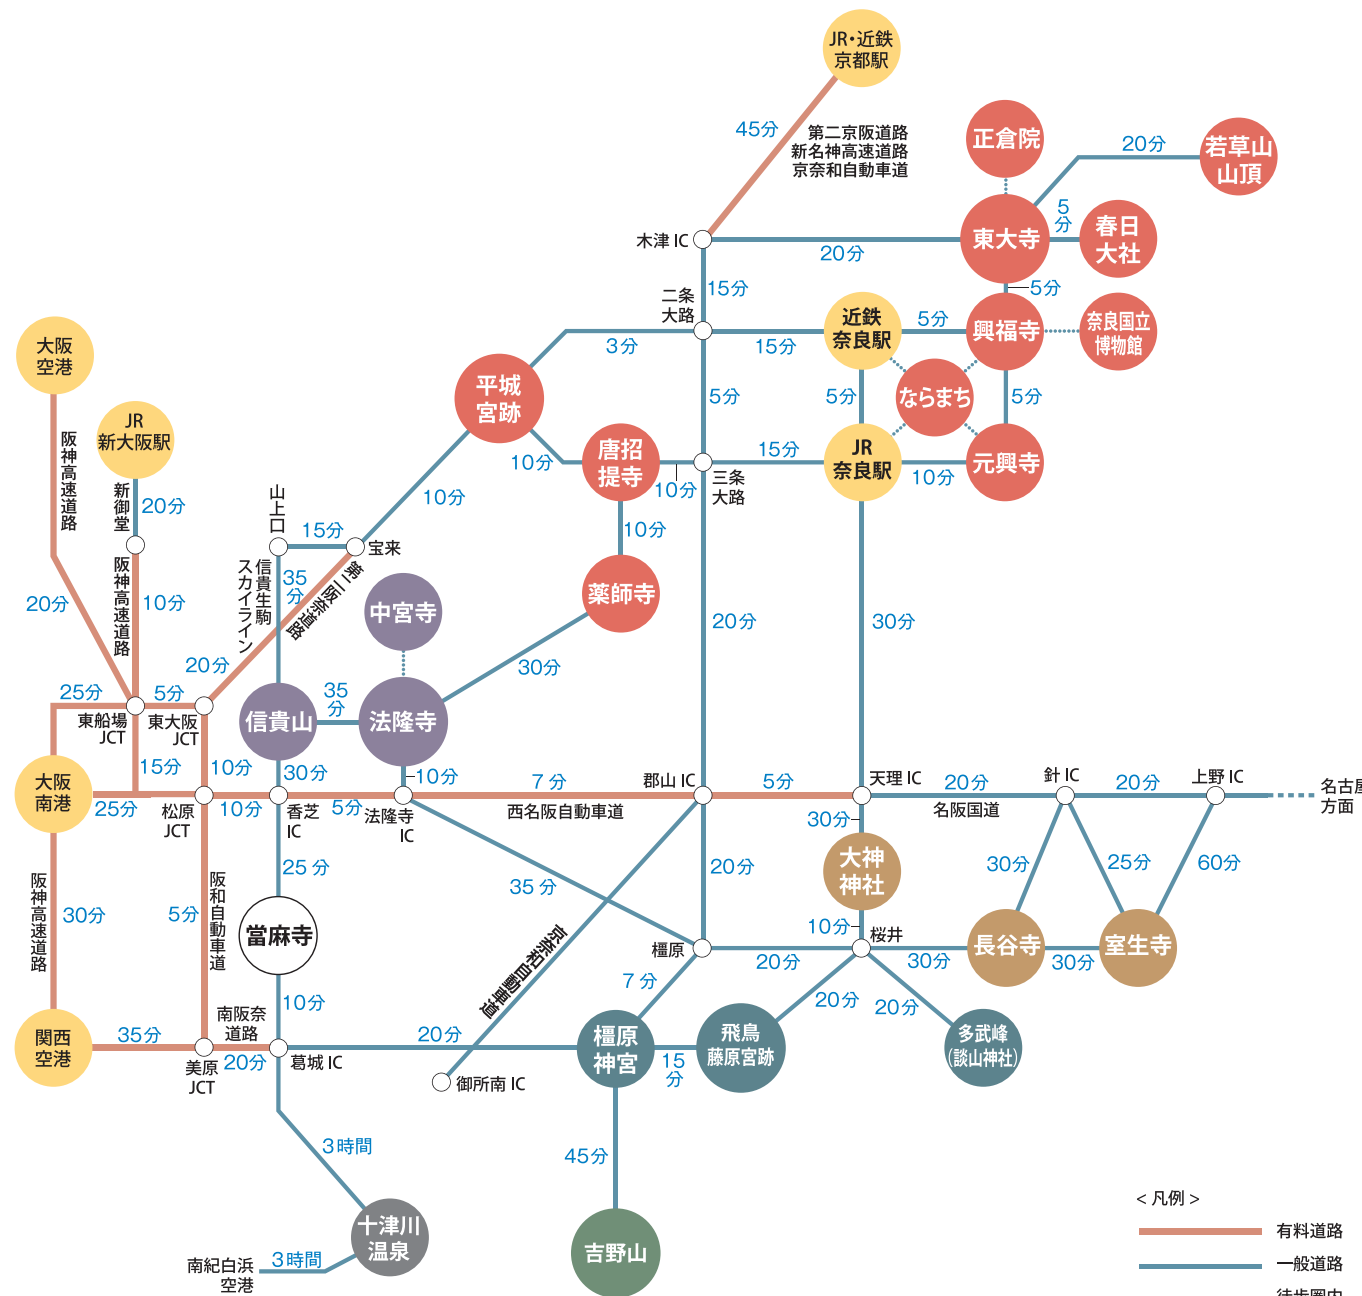 JR・近鉄
京都駅
45分
第二京阪道路
新名神高速道路
京奈和自動車道
正倉院
20分
若草山
山頂
木津 IC
20分
東大寺
5
分
春日
大社
15分
5分
二条
大路
3分
15分
近鉄
奈良駅
5分
興福寺
奈良国立
博物館
大阪
空港
平城
宮跡
5分
5分
ならまち
5分
JR
新大阪駅
阪神高速道路
10分
唐招
提寺
10分
三条
大路
15分
JR
奈良駅
10分
元興寺
新御堂
20分
山上口
15分
宝来
10分
10分
阪神高速道路
10分
20分
信貴生駒
スカイライン
35
分
第二阪奈道路
20分
中宮寺
薬師寺
30分
20分
30分
25分
5分
東船場
JCT
東大阪
JCT
信貴山
35
分
法隆寺
大阪
南港
15分
10分
30分
10分
7分
郡山 IC
5分
天理 IC
20分
針 IC
20分
上野 IC
名古屋
方面
25分
松原
JCT
10分
香芝
IC
5分
法隆寺
IC
西名阪自動車道
名阪国道
30分
阪神高速道路
30分
5分
阪和自動車道
25分
當麻寺
35分
20分
大神
神社
30分
25分
60分
10分
京奈和自動車道
橿原
20分
桜井
30分
長谷寺
30分
室生寺
10分
7分
20分
20分
関西
空港
35分
南阪奈
道路
美原
JCT
20分
葛城 IC
20分
橿原
神宮
15
分
飛鳥
藤原宮跡
多武峰
(談山神社)
御所南 IC
3時間
45分
十津川
温泉
南紀白浜
空港
3時間
吉野山
< 凡例 >
有料道路
一般道路
徒歩圏内